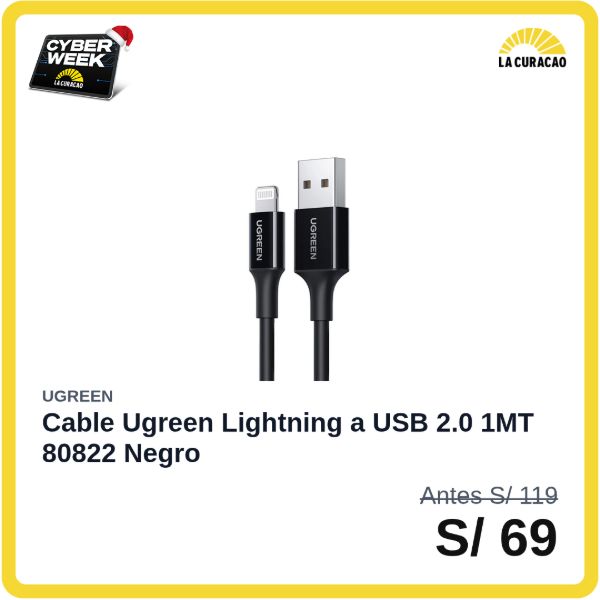 CYBER
WEEK
LA CURACAO
LA CURACAO
UGREEN
UGREEN
UGREEN
Cable Ugreen Lightning a USB 2.0 1MT
80822 Negro
Antes S/ 119
S/ 69